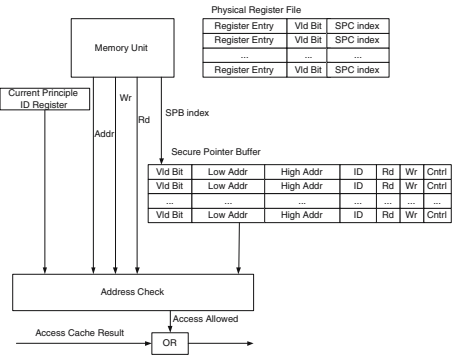 Physical Register File
Register Entry Vld Bit SPC index
Register Entry Vld Bit SPC index
... ... ...
Register Entry Vld Bit SPC index
Memory Unit
Current Principle
ID Register
Addr
Wr
Rd
SPB index
Secure Pointer Buffer
Vld Bit Low Addr High Addr ID Rd Wr Cntrl
Vld Bit Low Addr High Addr ID Rd Wr Cntrl
... ... ... ... ... ... ...
Vld Bit Low Addr High Addr ID Rd Wr Cntrl
Address Check
Access Allowed
Access Cache Result
OR